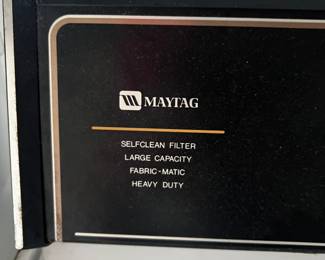 MAYTAG
SELFCLEAN FILTER
LARGE CAPACITY
FABRIC-MATIC
HEAVY DUTY